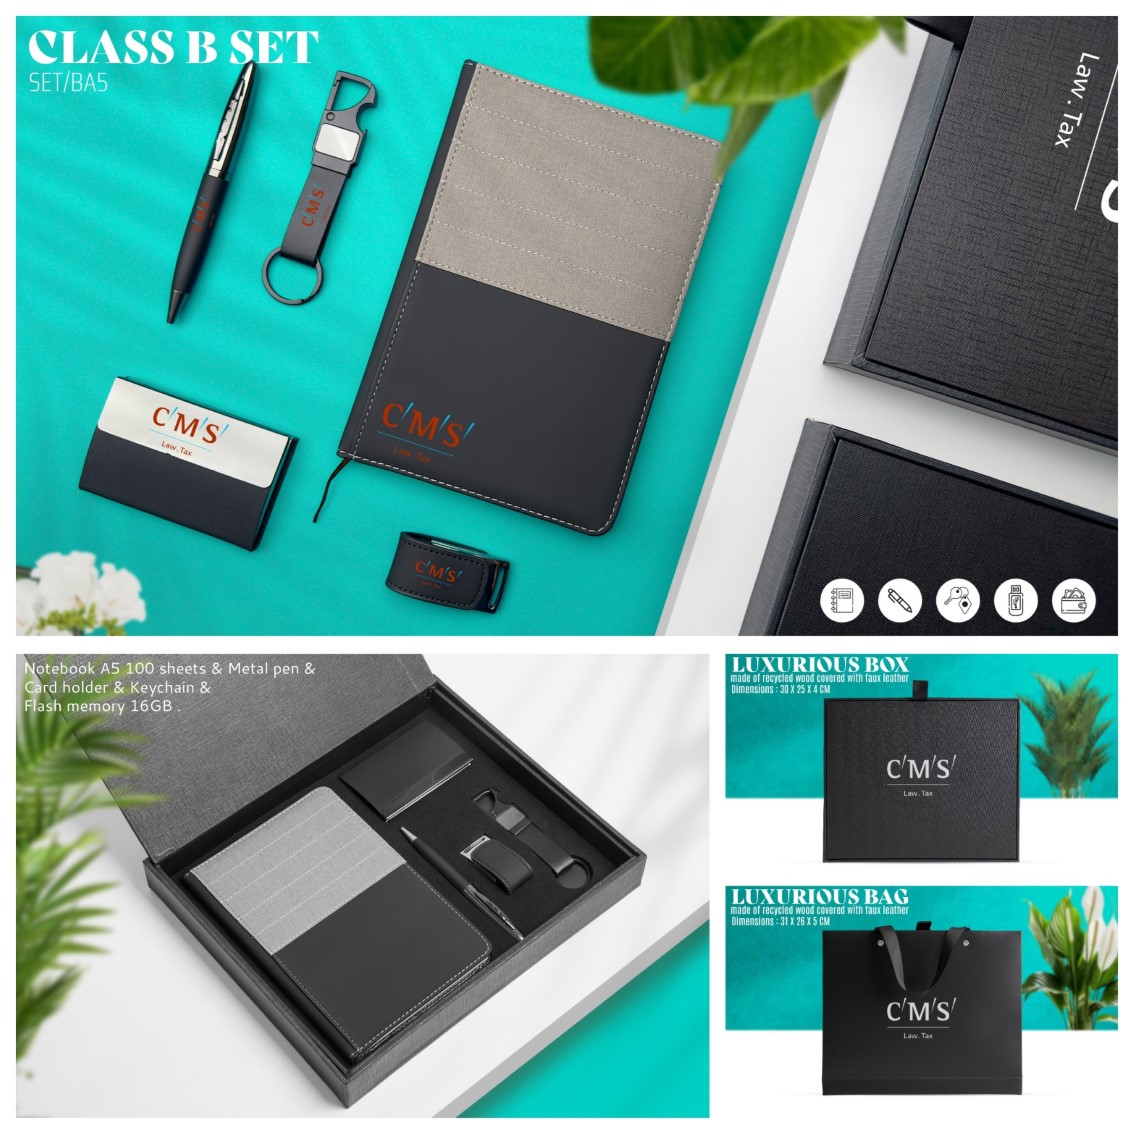 CLASS B SET
SET/BA5
C'M'S'
C'M'S'
C'M'S'
Law.Tax
C'M'S'
Law.Tax
C'M'S'
Law.Tax
Law.Tax
Notebook A5 100 sheets & Metal pen &
Card holder & Keychain &
Flash memory 16GB .
LUXURIOUS BOX
made of recycled wood covered with faux leather
Dimensions : 30 X 25 X 4 CM
C'M'S'
Law.Tax
LUXURIOUS BAG
made of recycled wood covered with faux leather
Dimensions : 31 X 26 X 5 CM
C'M'S'
Law.Tax